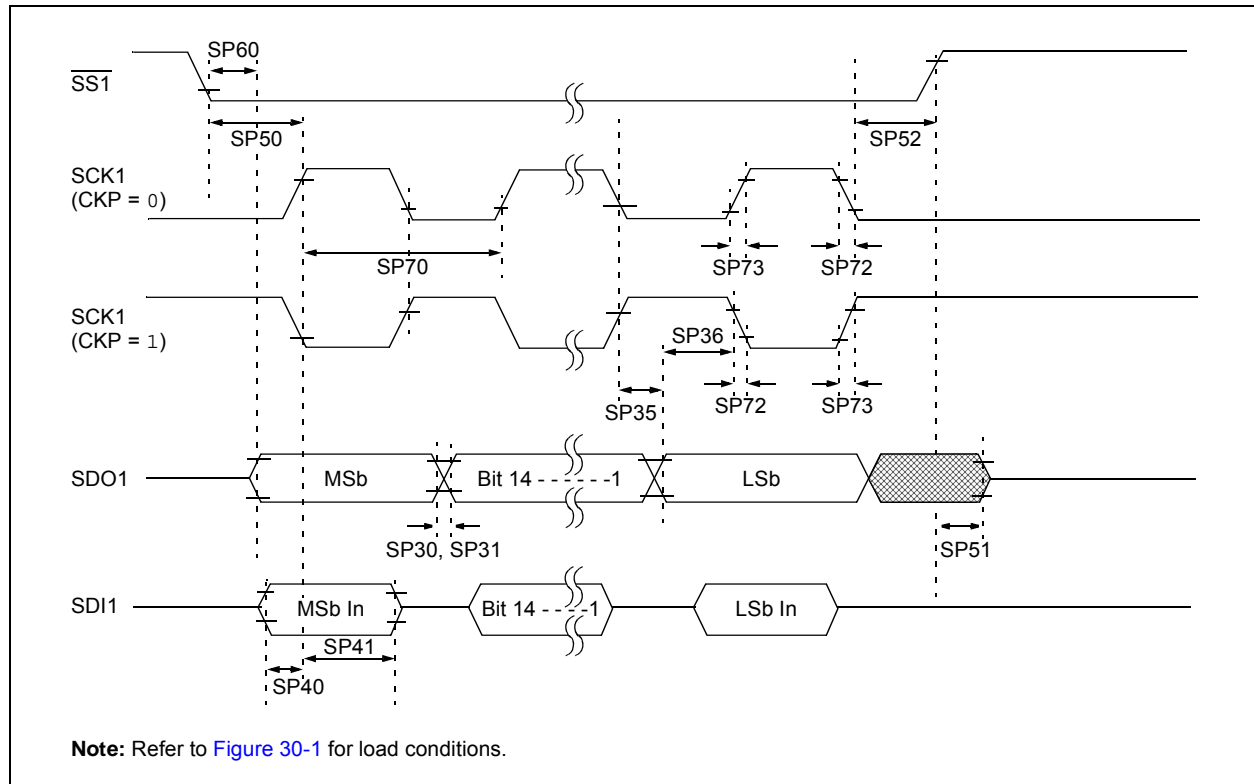 SP60
SS1
SP50
SP52
SCK1
(CKP = 0)
SP70
SP73
SP72
SCK1
(CKP = 1)
SP36
SP35
SP72
SP73
SDO1
MSb
Bit 14 - - - - - -1
LSb
SP30, SP31
SP51
SDI1
MSb In
Bit 14 - - - -1
LSb In
SP41
SP40
Note: Refer to Figure 30-1 for load conditions.